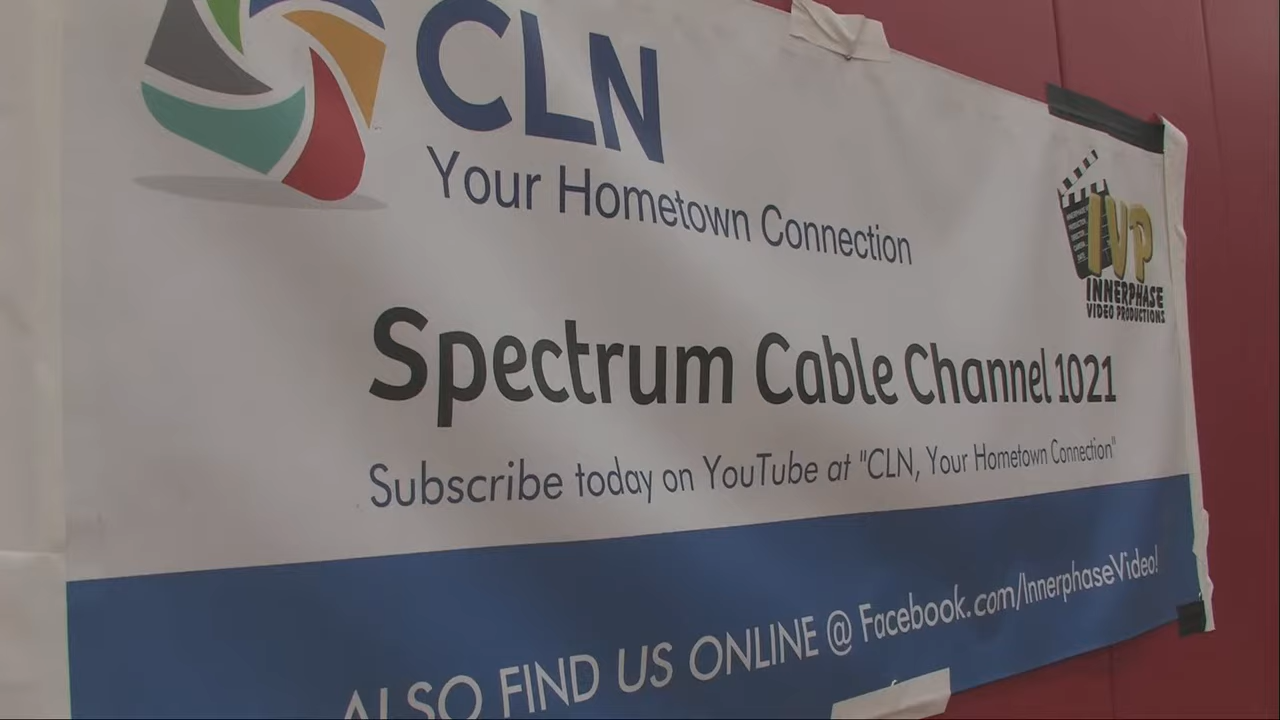 CLN
Your Hometown Connection
IVP
INNERPHASE
VIDEO PRODUCTIONS
Spectrum Cable Channel 1021
Subscribe today on YouTube at "CLN, Your Hometown Connection"
ALSO FIND US ONLINE @ Facebook.com/InnerphaseVideo!